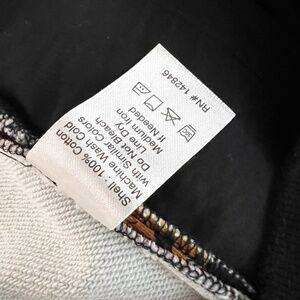 Shell : 100% Cotton
Machine Wash Cold
with Similar Colors
Do Not Bleach
Line Dry
Medium Iron
If Needed
RN# 142846